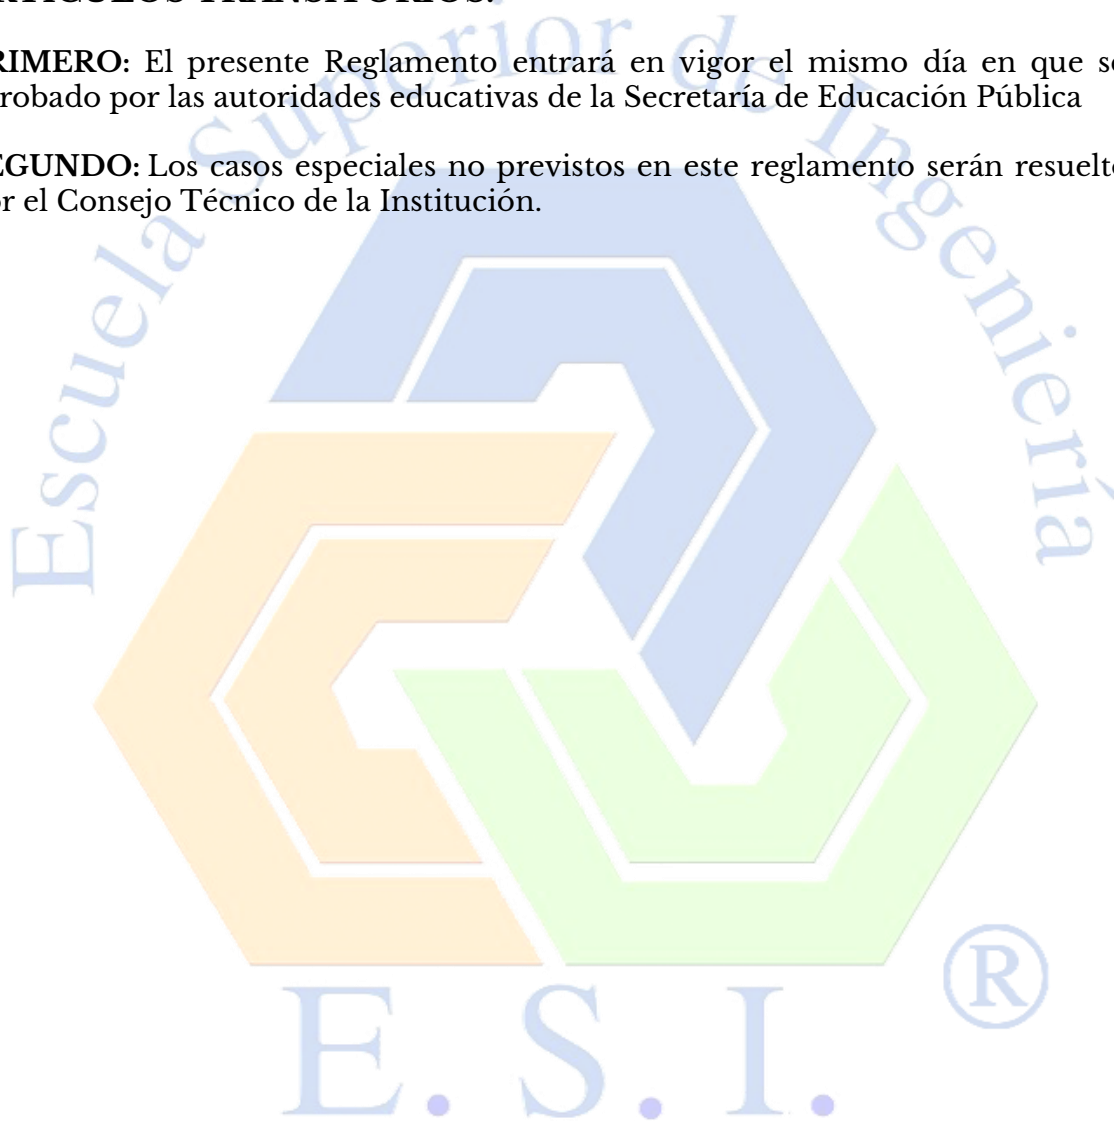 RTÍCULOS TRANSITORIOS.
RIMERO: El presente Reglamento entrará en vigor el mismo día en que se
robado por las autoridades educativas de la Secretaría de Educación Pública
EGUNDO: Los casos especiales no previstos en este reglamento serán resuelto
or el Consejo Técnico de la Institución.
Escuela Superior de Ingeniería
®
E. S. I.